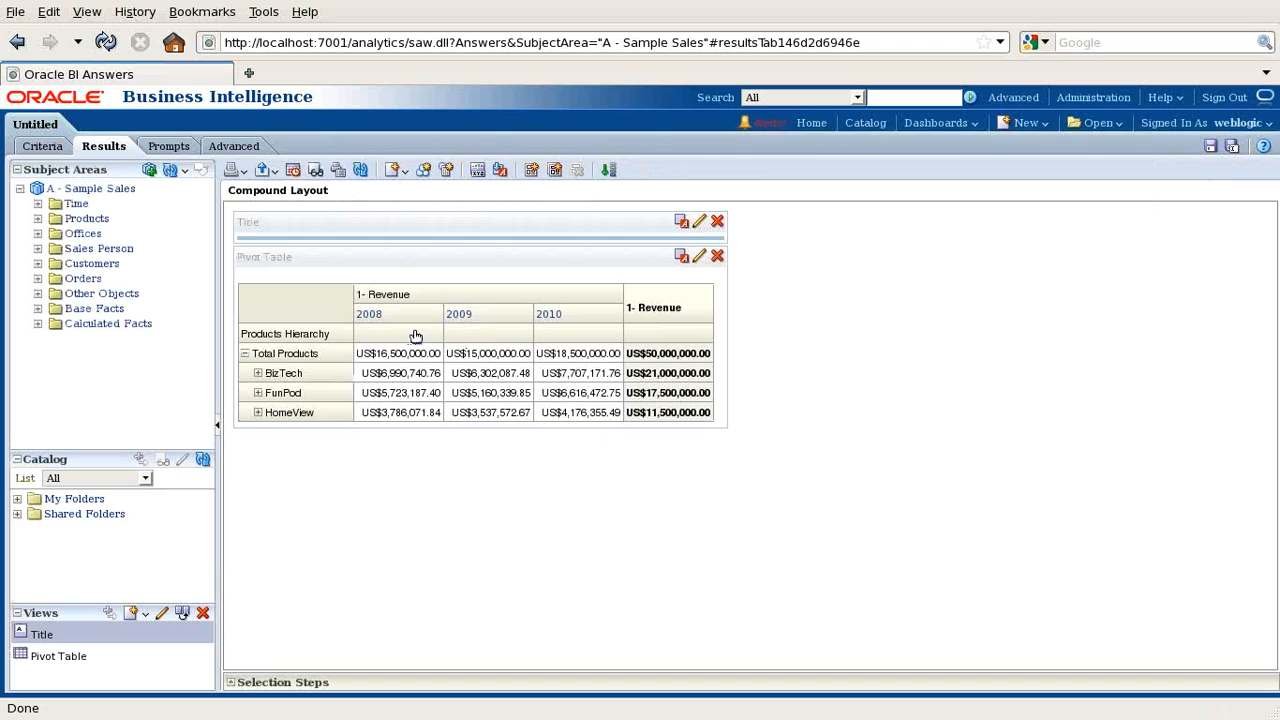 File Edit View History Bookmarks Tools Help
http://localhost:7001/analytics/saw.dll?Answers&SubjectArea="A - Sample Sales"#resultsTab146d2d6946e
Google
Oracle BI Answers
ORACLE Business Intelligence
Search All Advanced Administration Help Sign Out
Untitled
Home Catalog Dashboards New Open Signed In As weblogic
Criteria Results Prompts Advanced
Subject Areas
A - Sample Sales
Time
Products
Offices
Sales Person
Customers
Orders
Other Objects
Base Facts
Calculated Facts
Catalog
List All
My Folders
Shared Folders
Views
Title
Pivot Table
Compound Layout
Title
Pivot Table
1- Revenue 1- Revenue
2008 2009 2010
Products Hierarchy
Total Products US$16,500,000.00 US$15,000,000.00 US$18,500,000.00 US$50,000,000.00
BizTech US$6,990,740.76 US$6,302,087.48 US$7,707,171.76 US$21,000,000.00
FunPod US$5,723,187.40 US$5,160,339.85 US$6,616,472.75 US$17,500,000.00
HomeView US$3,786,071.84 US$3,537,572.67 US$4,176,355.49 US$11,500,000.00
Selection Steps
Done